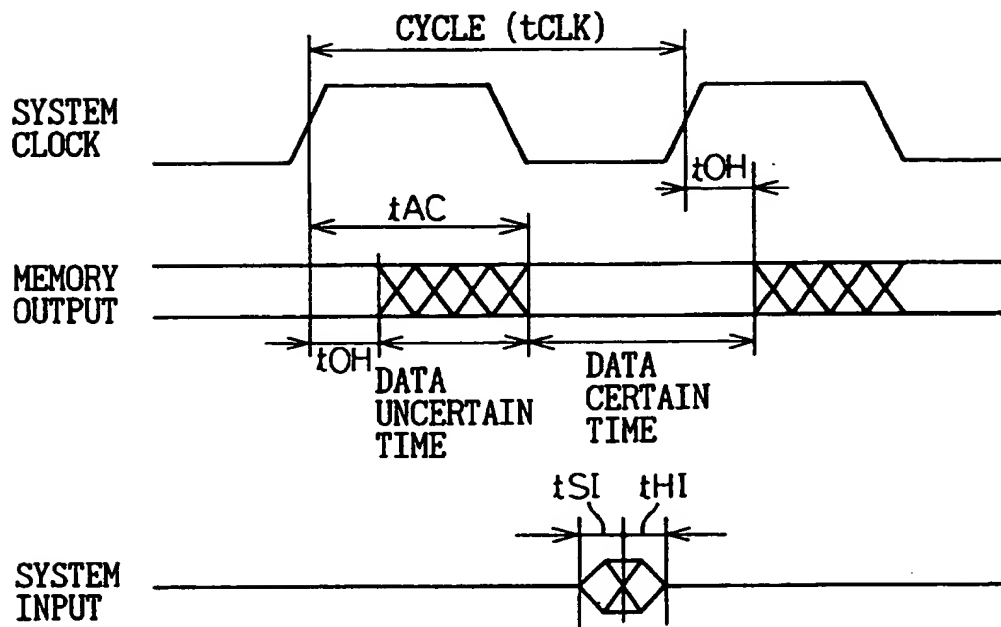 CYCLE (tCLK)
SYSTEM
CLOCK
tOH
tAC
MEMORY
OUTPUT
tOH
DATA
UNCERTAIN
TIME
DATA
CERTAIN
TIME
tSI
tHI
SYSTEM
INPUT